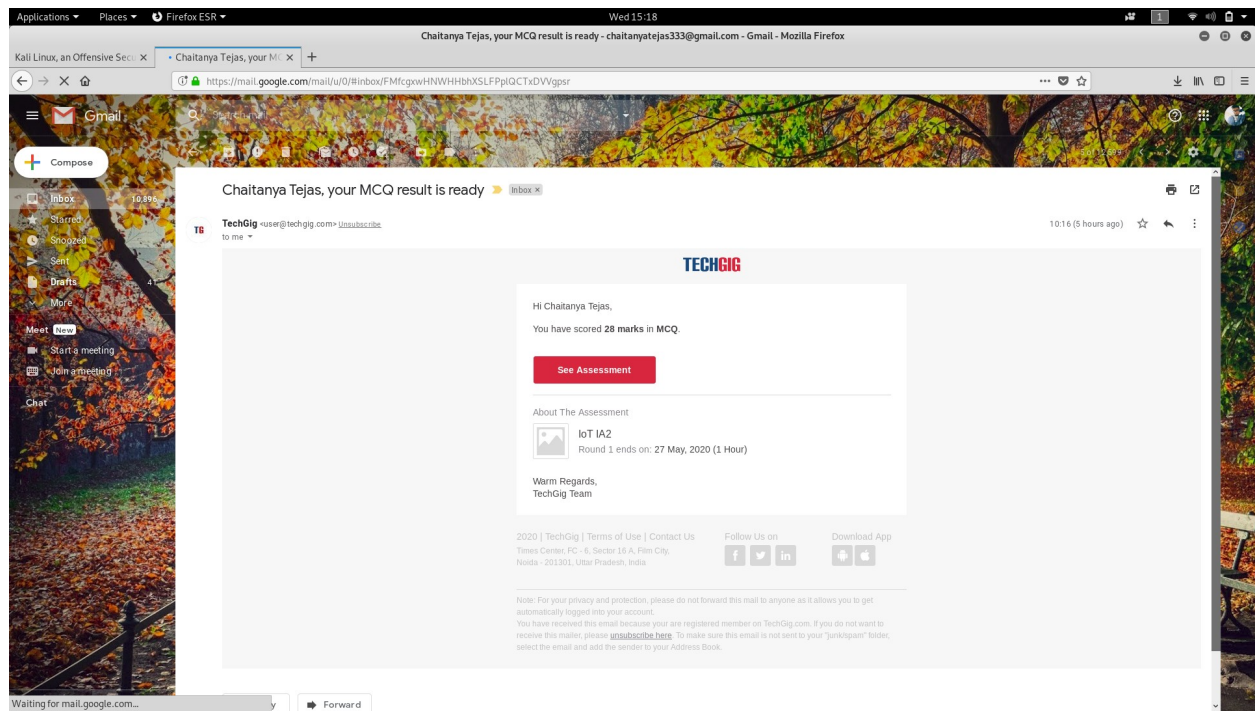 Applications Places Firefox ESR Wed 15:18 1
Chaitanya Tejas, your MCQ result is ready - chaitanyatejas333@gmail.com - Gmail - Mozilla Firefox
Kali Linux, an Offensive Secu Chaitanya Tejas, your M
https://mail.google.com/mail/u/0/#inbox/FMfcgxwHNWHHbhXSLFPplQCTxDVVgpsr
Gmail
Search mail
Compose
Inbox 10,896
Starred
Snoozed
Sent
Drafts 41
More
Meet New
Start a meeting
Join a meeting
Chat
Chaitanya Tejas, your MCQ result is ready Inbox ×
TG TechGig <user@techgig.com> Unsubscribe 10:16 (5 hours ago)
to me
TECHGIG
Hi Chaitanya Tejas,
You have scored 28 marks in MCQ.
See Assessment
About The Assessment
IoT IA2
Round 1 ends on: 27 May, 2020 (1 Hour)
Warm Regards,
TechGig Team
2020 | TechGig | Terms of Use | Contact Us Follow Us on Download App
Times Center, FC - 6, Sector 16 A, Film City,
Noida - 201301, Uttar Pradesh, India
Note: For your privacy and protection, please do not forward this mail to anyone as it allows you to get
automatically logged into your account.
You have received this email because your are registered member on TechGig.com. If you do not want to
receive this mailer, please unsubscribe here. To make sure this email is not sent to your "junk/spam" folder,
select the email and add the sender to your Address Book.
Forward
Waiting for mail.google.com...